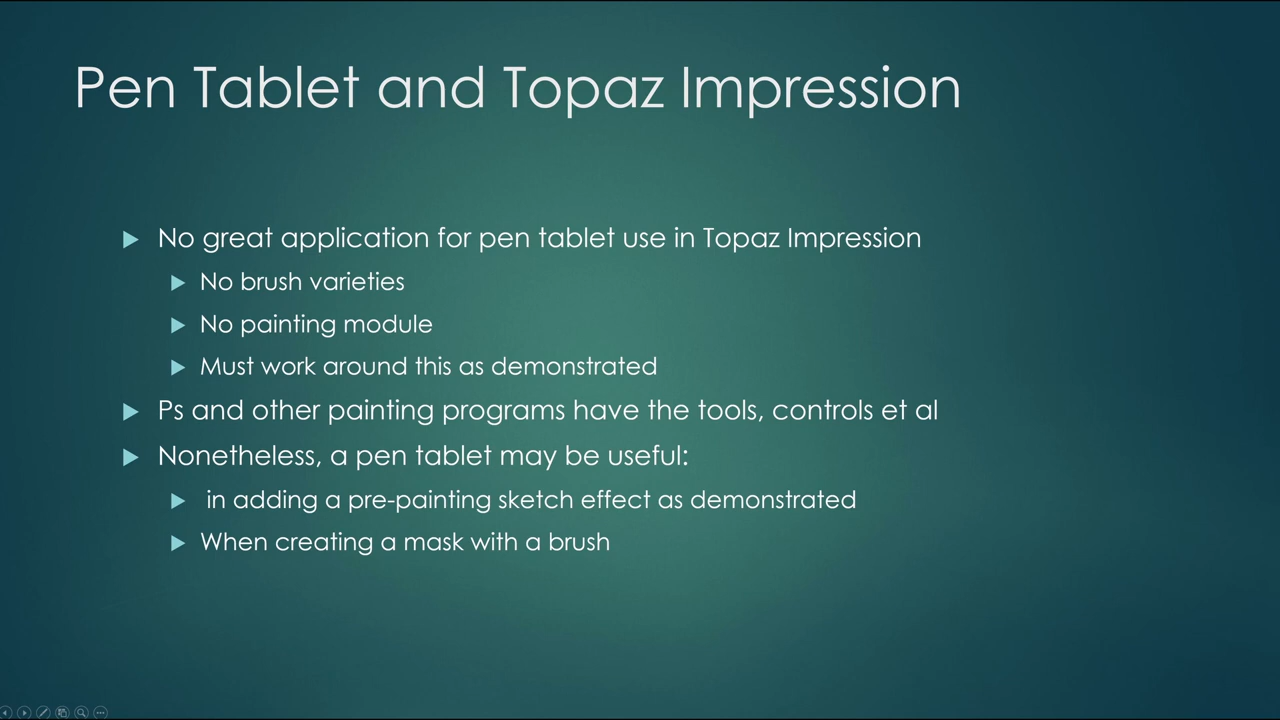 Pen Tablet and Topaz Impression
No great application for pen tablet use in Topaz Impression
No brush varieties
No painting module
Must work around this as demonstrated
Ps and other painting programs have the tools, controls et al
Nonetheless, a pen tablet may be useful:
in adding a pre-painting sketch effect as demonstrated
When creating a mask with a brush